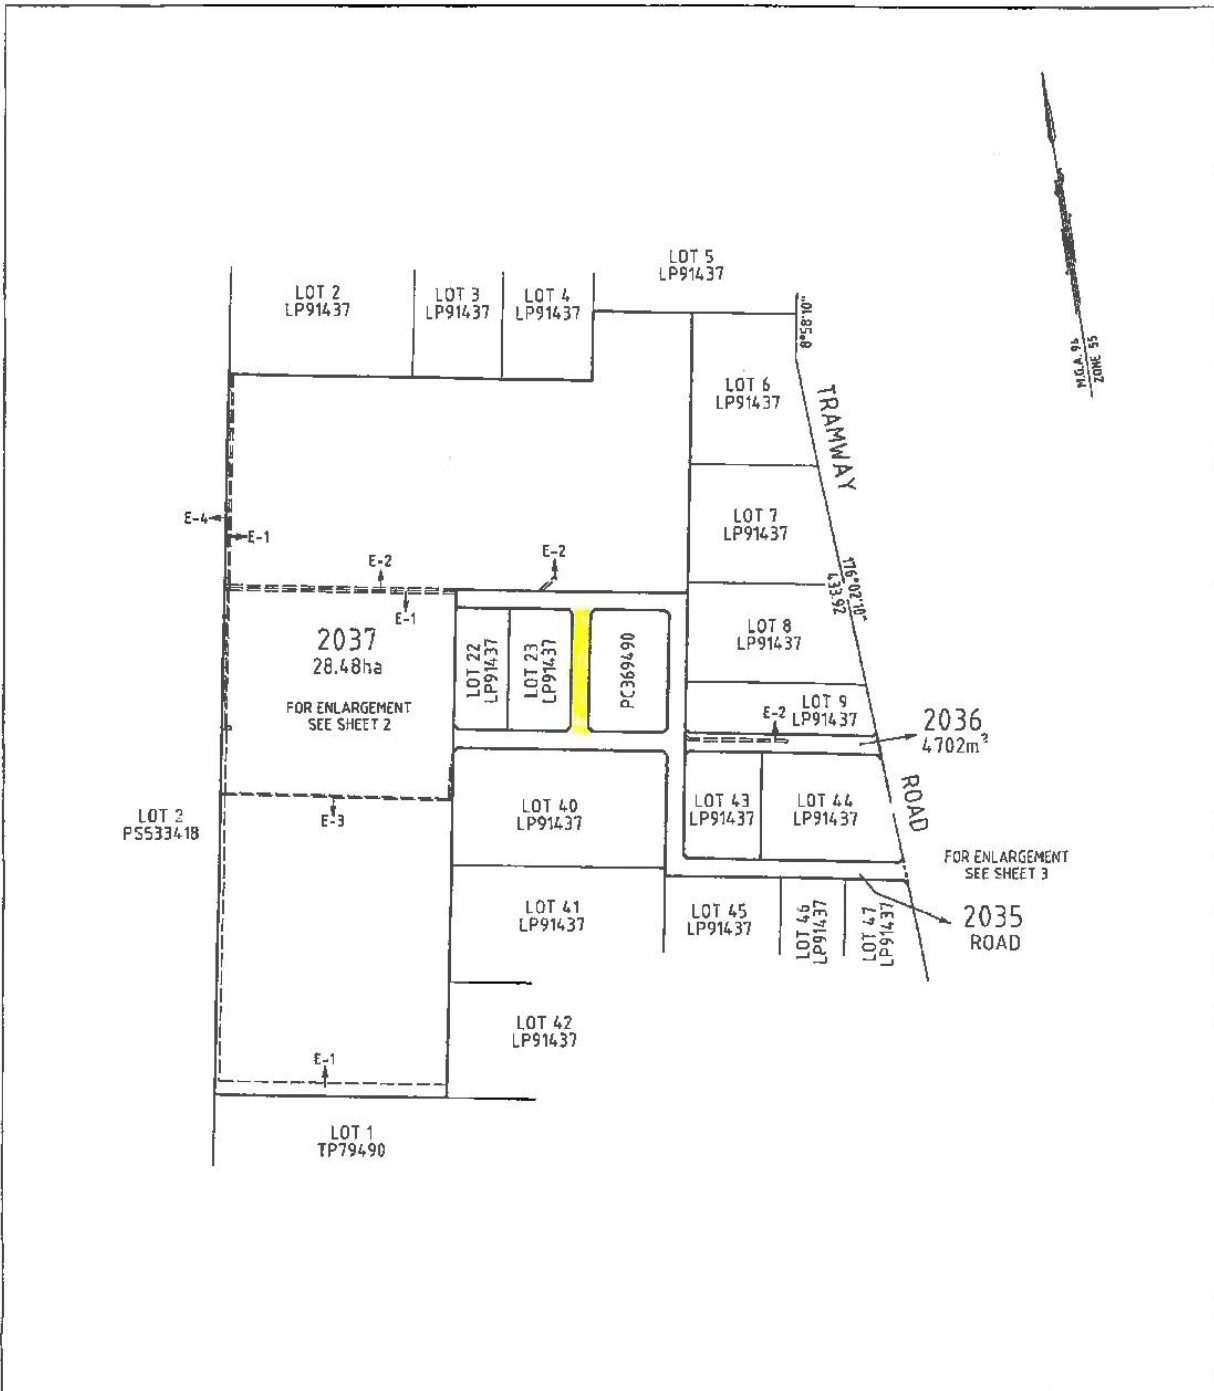 LOT 5
LP91437
LOT 2
LP91437
LOT 3
LP91437
LOT 4
LP91437
8°58'10"
M.G.A. 94
ZONE 55
LOT 6
LP91437
TRAMWAY
LOT 7
LP91437
E-4
E-1
E-2
E-2
176°02'10"
433.92
E-1
2037
28.48ha
LOT 22
LP91437
LOT 23
LP91437
PC369490
LOT 8
LP91437
FOR ENLARGEMENT
SEE SHEET 2
LOT 9
LP91437
E-2
2036
4702m²
LOT 2
PS533418
E-3
LOT 40
LP91437
LOT 43
LP91437
LOT 44
LP91437
ROAD
FOR ENLARGEMENT
SEE SHEET 3
LOT 41
LP91437
LOT 45
LP91437
LOT 46
LP91437
LOT 47
LP91437
2035
ROAD
LOT 42
LP91437
E-1
LOT 1
TP79490